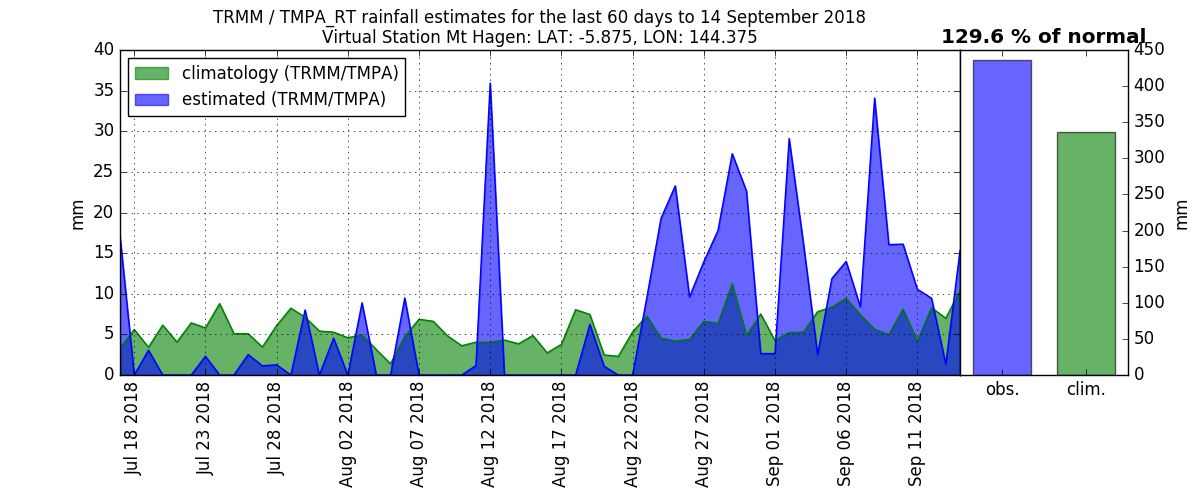 TRMM / TMPA_RT rainfall estimates for the last 60 days to 14 September 2018
Virtual Station Mt Hagen: LAT: -5.875, LON: 144.375
129.6 % of normal
climatology (TRMM/TMPA)
estimated (TRMM/TMPA)
40
35
30
25
20
15
10
5
0
mm
Jul 18 2018
Jul 23 2018
Jul 28 2018
Aug 02 2018
Aug 07 2018
Aug 12 2018
Aug 17 2018
Aug 22 2018
Aug 27 2018
Sep 01 2018
Sep 06 2018
Sep 11 2018
450
400
350
300
250
200
150
100
50
0
mm
obs.
clim.